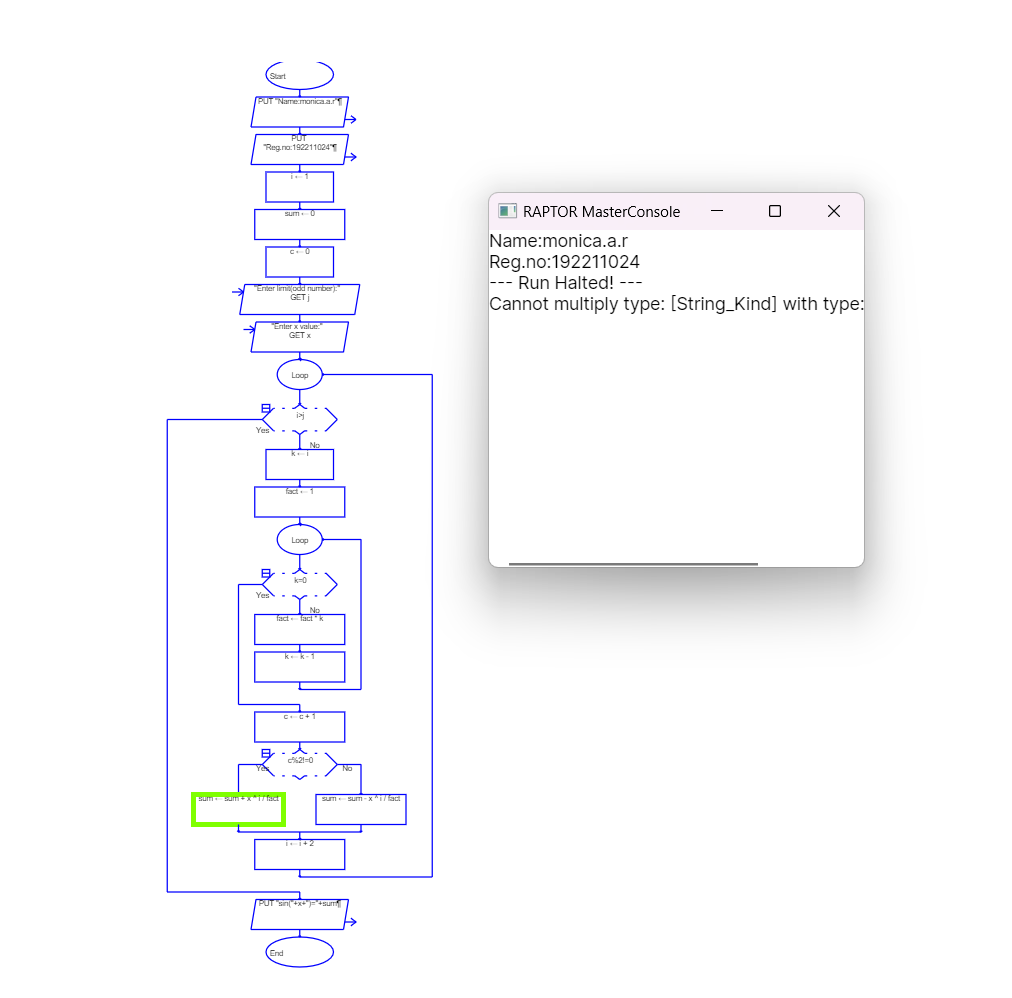 Start
PUT "Name:monica.a.r"¶
PUT
"Reg.no:192211024"¶
i ← 1
sum ← 0
c ← 0
"Enter limit(odd number):"
GET j
"Enter x value:"
GET x
Loop
i>j
Yes
No
k ← i
fact ← 1
Loop
k=0
Yes
No
fact ← fact * k
k ← k - 1
c ← c + 1
c%2!=0
Yes
No
sum ← sum + x ^ i / fact
sum ← sum - x ^ i / fact
i ← i + 2
PUT "sin("+x+")="+sum¶
End
RAPTOR MasterConsole
Name:monica.a.r
Reg.no:192211024
--- Run Halted! ---
Cannot multiply type: [String_Kind] with type: